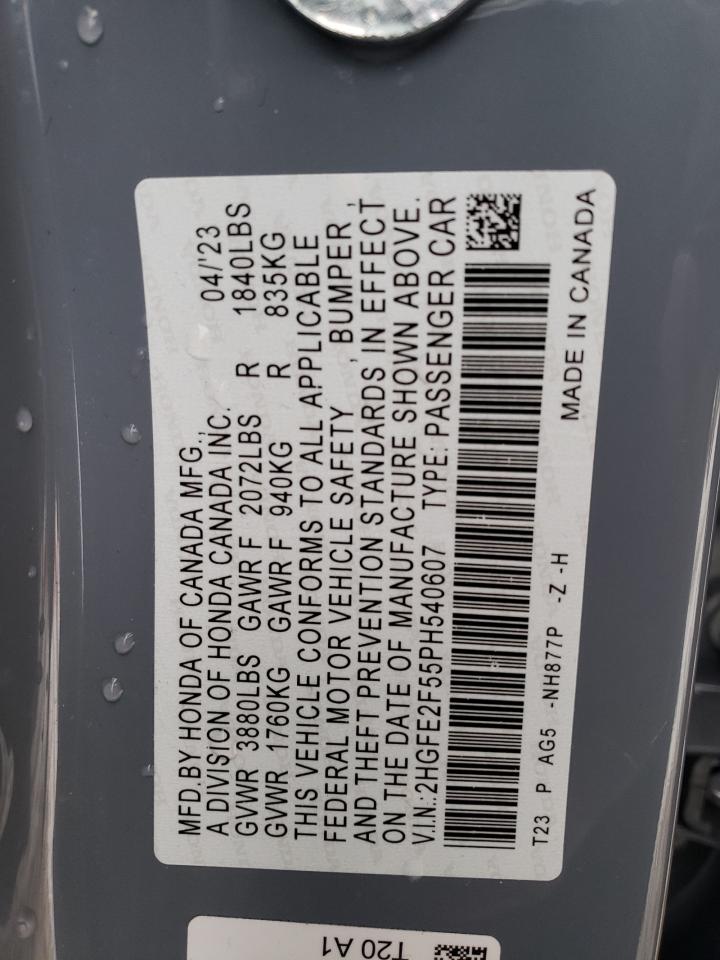 MFD.BY HONDA OF CANADA MFG.,
A DIVISION OF HONDA CANADA INC. 04/'23
GVWR 3880LBS GAWR F 2072LBS R 1840LBS
GVWR 1760KG GAWR F 940KG R 835KG
THIS VEHICLE CONFORMS TO ALL APPLICABLE
FEDERAL MOTOR VEHICLE SAFETY , BUMPER ,
AND THEFT PREVENTION STANDARDS IN EFFECT
ON THE DATE OF MANUFACTURE SHOWN ABOVE.
V.I.N.:2HGFE2F55PH540607 TYPE: PASSENGER CAR
T23 P AG5 -NH877P -Z -H
MADE IN CANADA
T20 A1